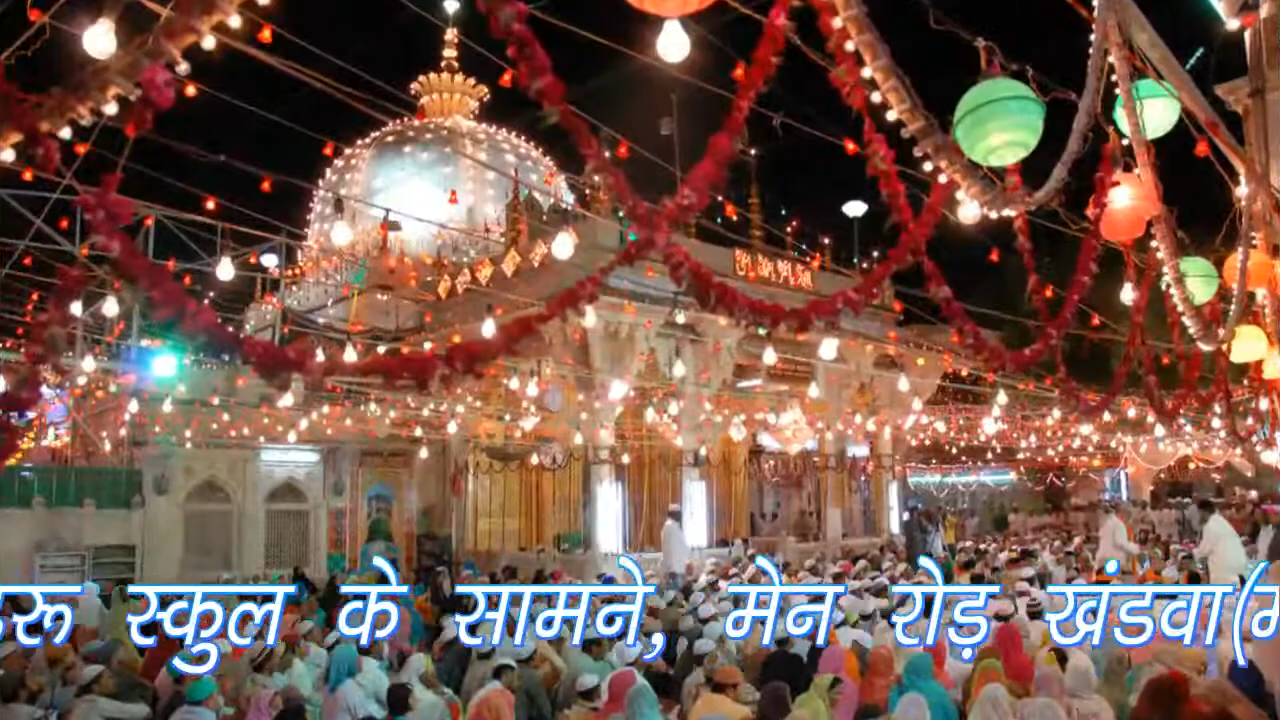 स्कुल के सामने, मेन रोड़ खंडवा(